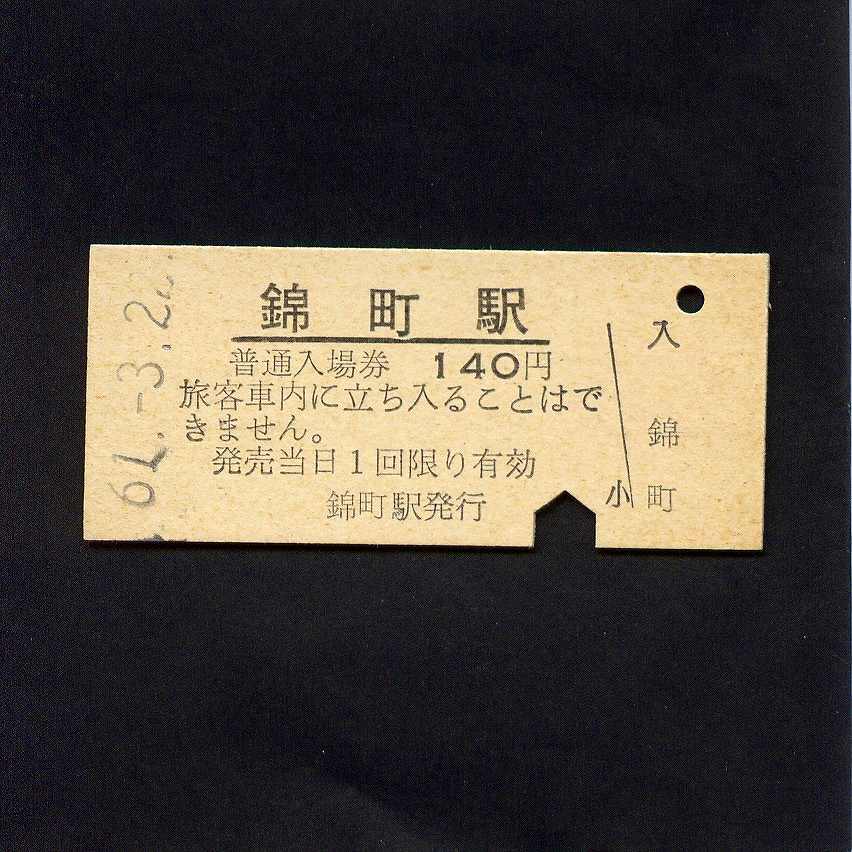 錦町駅
普通入場券 140円
旅客車内に立ち入ることはで
きません。
発売当日1回限り有効
錦町駅発行
入 錦町
小
61.-3.2